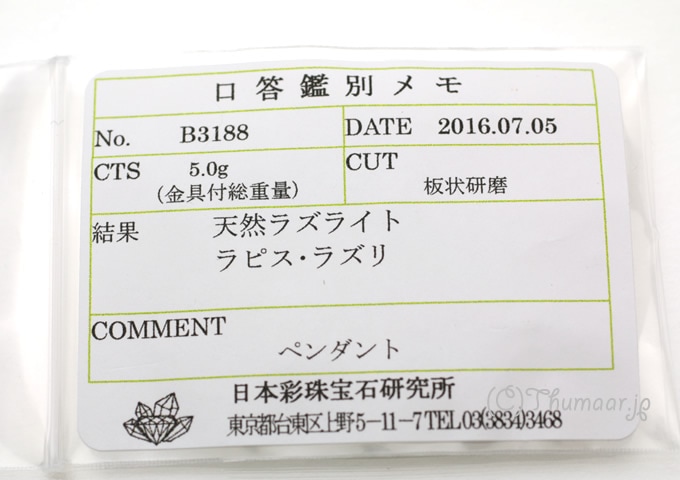 口答鑑別メモ
No. B3188 DATE 2016.07.05
CTS 5.0g CUT
(金具付総重量) 板状研磨
結果 天然ラズライト
ラピス・ラズリ
COMMENT
ペンダント
日本彩珠宝石研究所
東京都台東区上野5-11-7 TEL 03(3834)3468
(C)Thumaar.jp